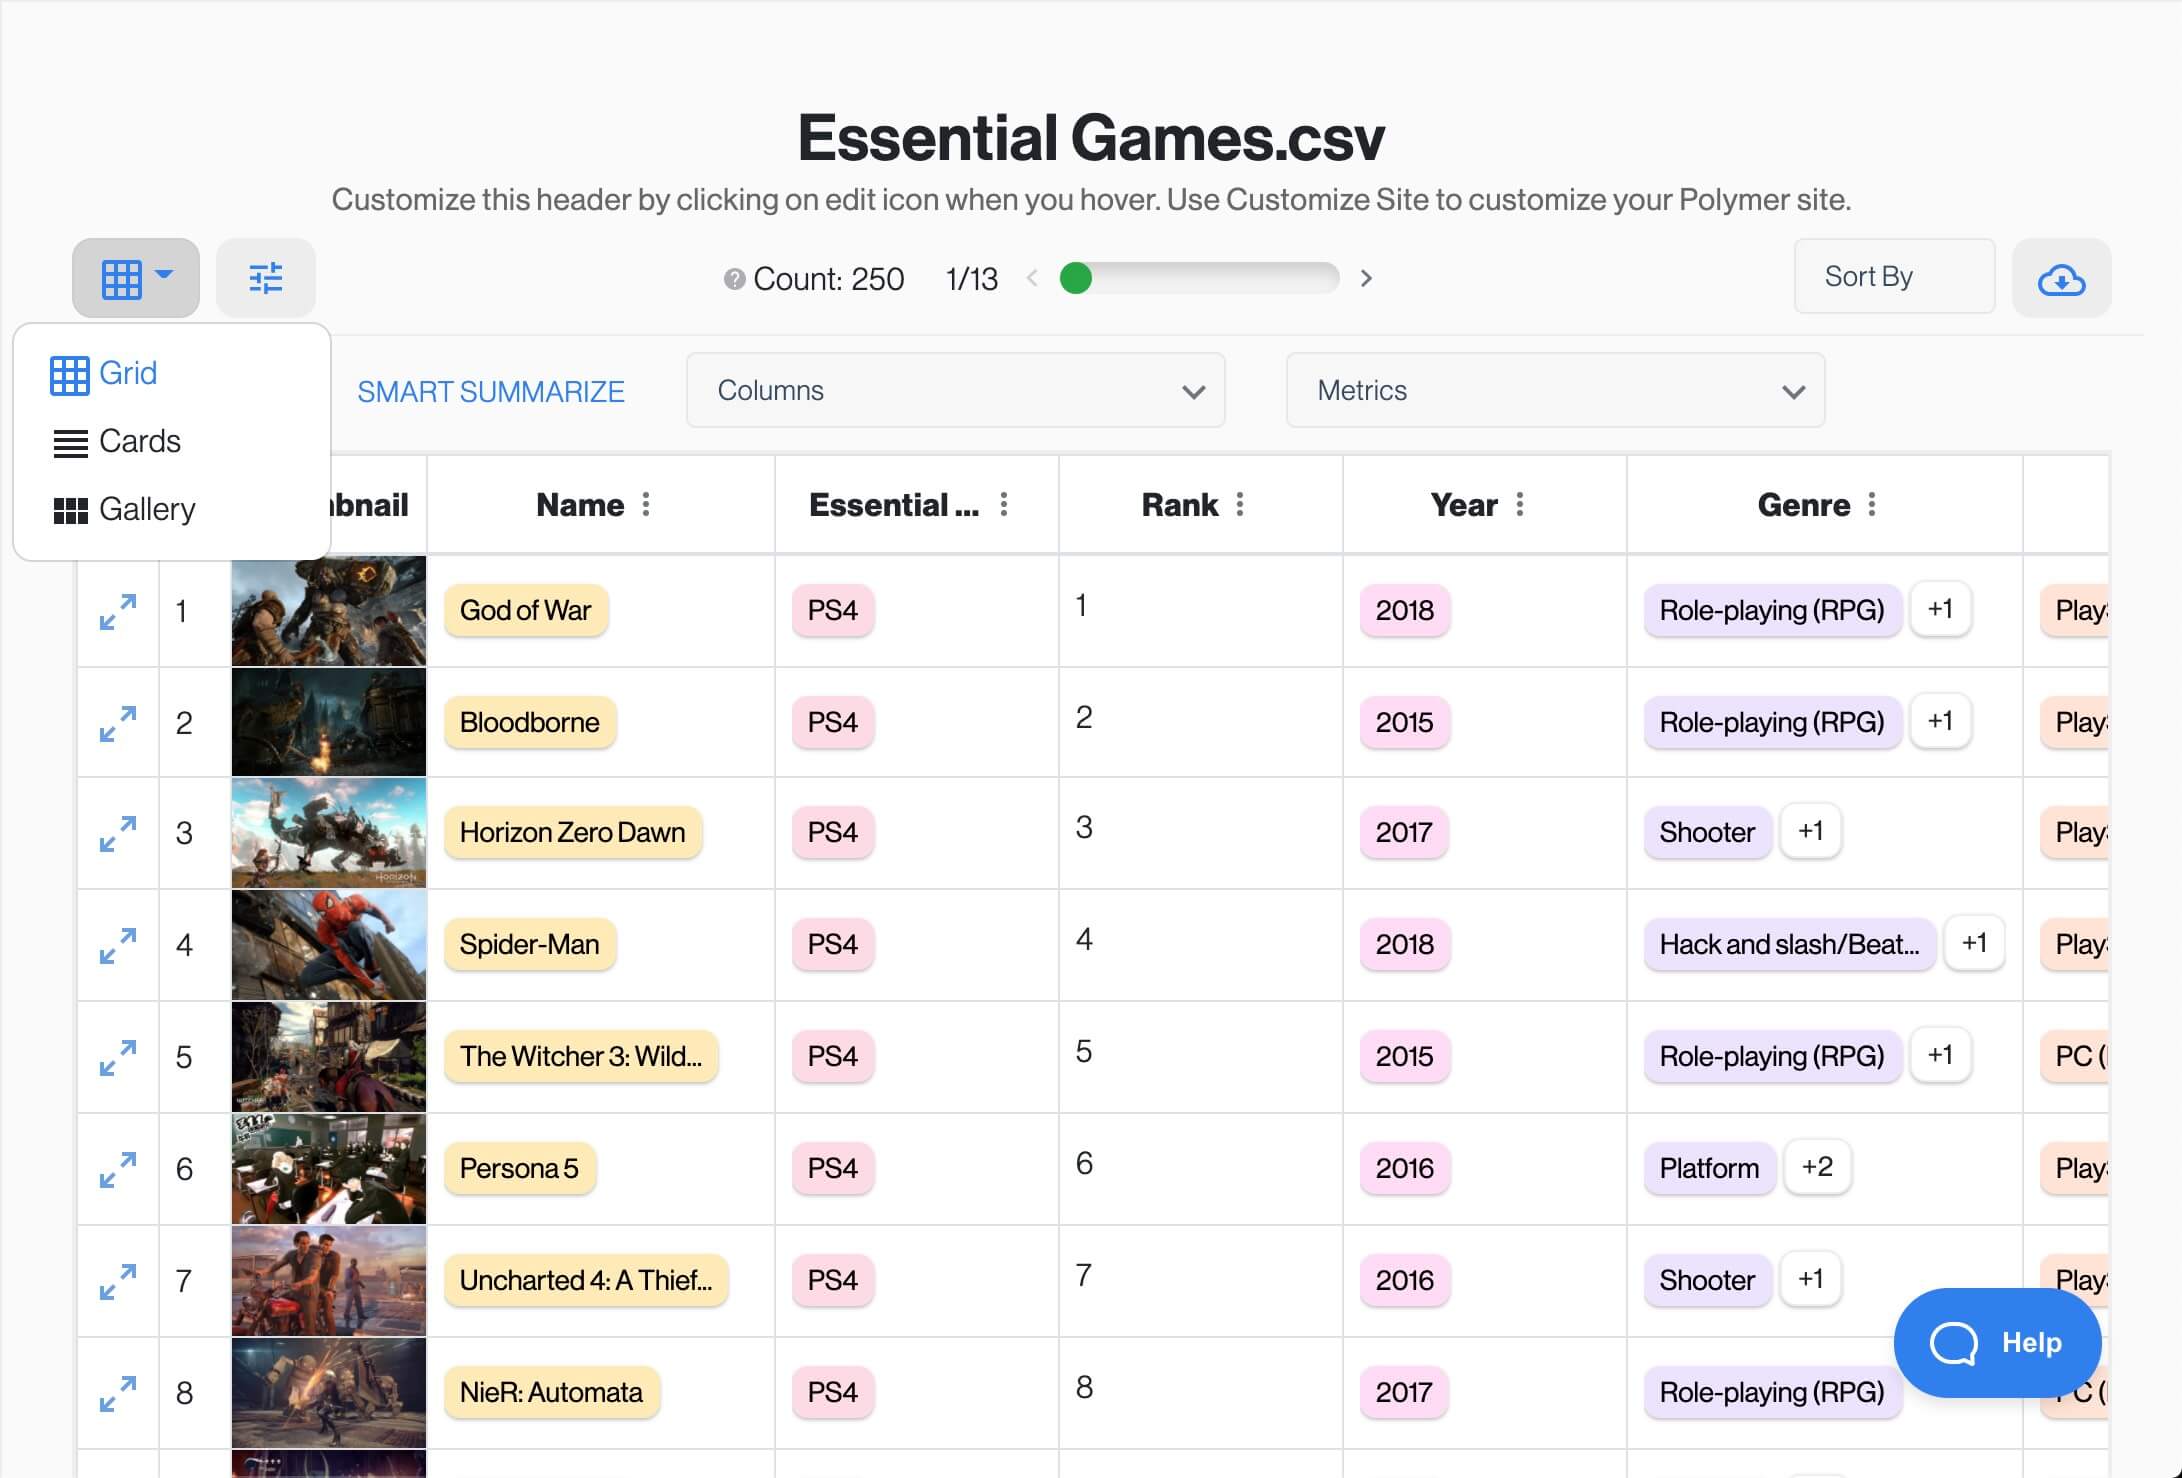 Essential Games.csv
Customize this header by clicking on edit icon when you hover. Use Customize Site to customize your Polymer site.
? Count: 250 1/13 Sort By
Grid
Cards
Gallery
SMART SUMMARIZE Columns Metrics
bnail Name Essential ... Rank Year Genre
1 God of War PS4 1 2018 Role-playing (RPG) +1 Play
2 Bloodborne PS4 2 2015 Role-playing (RPG) +1 Play
3 HORIZON Horizon Zero Dawn PS4 3 2017 Shooter +1 Play
4 Spider-Man PS4 4 2018 Hack and slash/Beat... +1 Play
5 The Witcher 3: Wild... PS4 5 2015 Role-playing (RPG) +1 PC (
6 Persona 5 PS4 6 2016 Platform +2 Play
7 Uncharted 4: A Thief... PS4 7 2016 Shooter +1 Play
8 NieR: Automata PS4 8 2017 Role-playing (RPG) PC (
Help